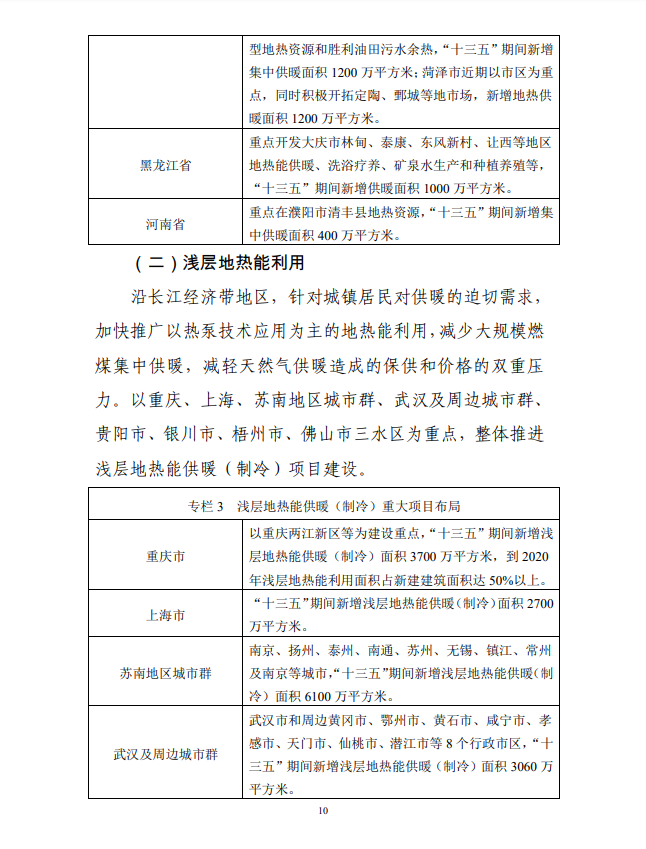 型地热资源和胜利油田污水余热，“十三五”期间新增
集中供暖面积 1200 万平方米；菏泽市近期以市区为重
点，同时积极开拓定陶、鄄城等地市场，新增地热供
暖面积 1200 万平方米。
黑龙江省
重点开发大庆市林甸、泰康、东风新村、让西等地区
地热能供暖、洗浴疗养、矿泉水生产和种植养殖等，
“十三五”期间新增供暖面积 1000 万平方米。
河南省
重点在濮阳市清丰县地热资源，“十三五”期间新增集
中供暖面积 400 万平方米。
（二）浅层地热能利用
沿长江经济带地区，针对城镇居民对供暖的迫切需求，
加快推广以热泵技术应用为主的地热能利用，减少大规模燃
煤集中供暖，减轻天然气供暖造成的保供和价格的双重压
力。以重庆、上海、苏南地区城市群、武汉及周边城市群、
贵阳市、银川市、梧州市、佛山市三水区为重点，整体推进
浅层地热能供暖（制冷）项目建设。
专栏 3 浅层地热能供暖（制冷）重大项目布局
重庆市
以重庆两江新区等为建设重点，“十三五”期间新增浅
层地热能供暖（制冷）面积 3700 万平方米，到 2020
年浅层地热能利用面积占新建建筑面积达 50%以上。
上海市
“十三五”期间新增浅层地热能供暖（制冷）面积 2700
万平方米。
苏南地区城市群
南京、扬州、泰州、南通、苏州、无锡、镇江、常州
及南京等城市，“十三五”期间新增浅层地热能供暖（制
冷）面积 6100 万平方米。
武汉及周边城市群
武汉市和周边黄冈市、鄂州市、黄石市、咸宁市、孝
感市、天门市、仙桃市、潜江市等 8 个行政市区，“十
三五”期间新增浅层地热能供暖（制冷）面积 3060 万
平方米。
10